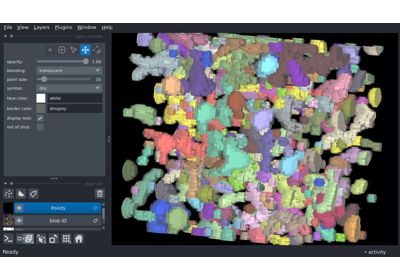 File View Layers Plugins Window Help
opacity: 1.00
blending: translucent
point size: 10
symbol: disc
face color: white
border color: dimgrey
display text:
out of slice:
Points
blob ID
Ready
activity